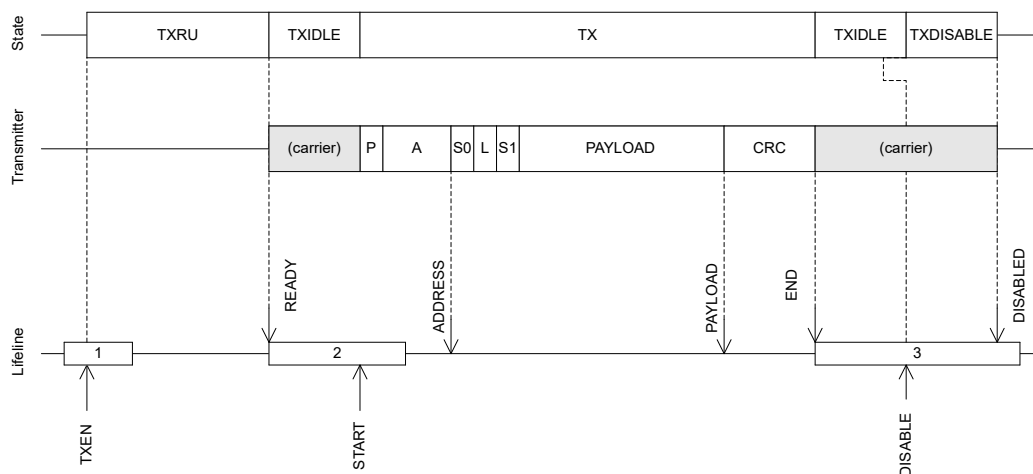 State
TXRU
TXIDLE
TX
TXIDLE
TXDISABLE
Transmitter
(carrier)
P
A
S0
L
S1
PAYLOAD
CRC
(carrier)
READY
ADDRESS
PAYLOAD
END
DISABLED
Lifeline
1
2
3
TXEN
START
DISABLE